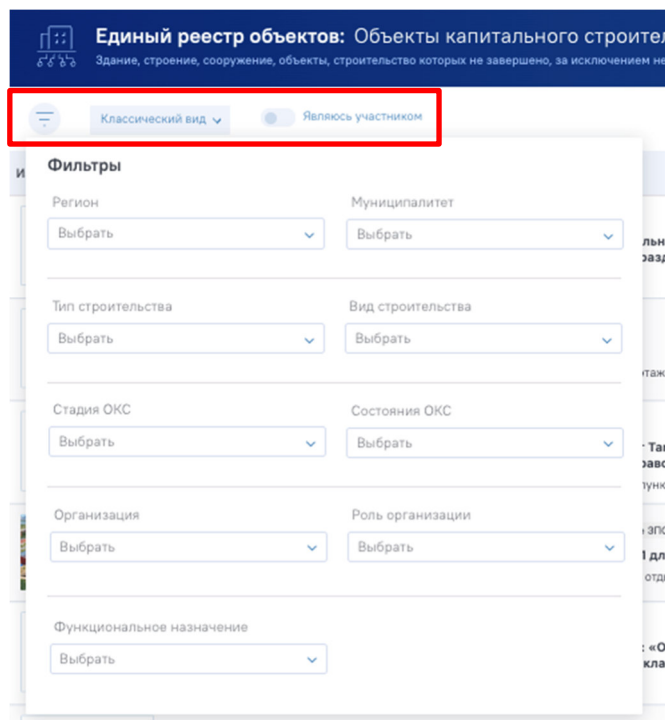 Единый реестр объектов: Объекты капитального
Здание, строение, сооружение, объекты, строительство которых не завершено, за исключением
Классический вид
Являюсь участником
Фильтры
Регион Муниципалитет
Выбрать Выбрать
Тип строительства Вид строительства
Выбрать Выбрать
Стадия ОКС Состояния ОКС
Выбрать Выбрать
Организация Роль организации
Выбрать Выбрать
Функциональное назначение
Выбрать